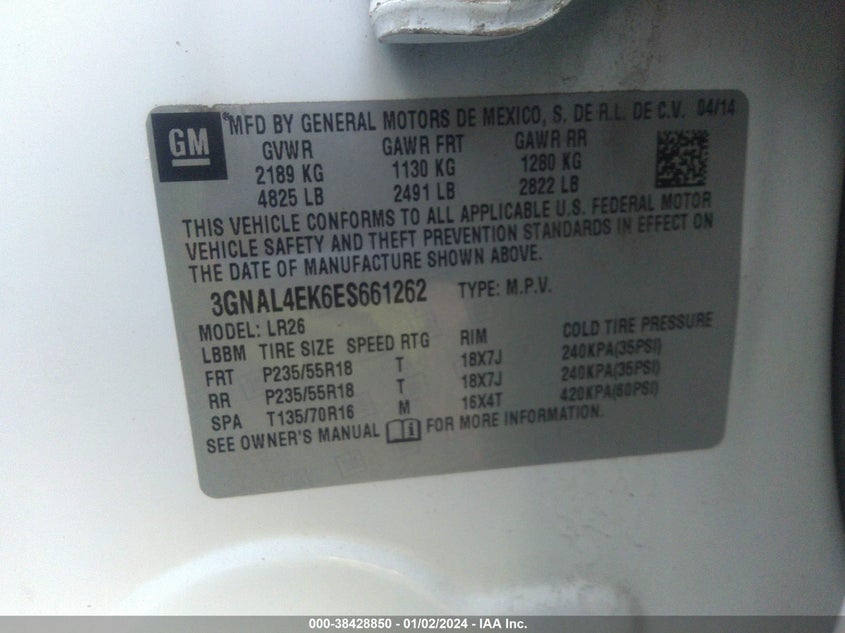 GM
MFD BY GENERAL MOTORS DE MEXICO, S. DE R.L. DE C.V. 04/14
GVWR GAWR FRT GAWR RR
2189 KG 1130 KG 1280 KG
4825 LB 2491 LB 2822 LB
THIS VEHICLE CONFORMS TO ALL APPLICABLE U.S. FEDERAL MOTOR
VEHICLE SAFETY AND THEFT PREVENTION STANDARDS IN EFFECT ON
THE DATE OF MANUFACTURE SHOWN ABOVE.
3GNAL4EK6ES661262 TYPE: M.P.V.
MODEL: LR26
LBBM TIRE SIZE SPEED RTG RIM COLD TIRE PRESSURE
FRT P235/55R18 T 18X7J 240KPA(35PSI)
RR P235/55R18 T 18X7J 240KPA(35PSI)
SPA T135/70R16 M 16X4T 420KPA(60PSI)
SEE OWNER'S MANUAL FOR MORE INFORMATION.
000-38428850 - 01/02/2024 - IAA Inc.